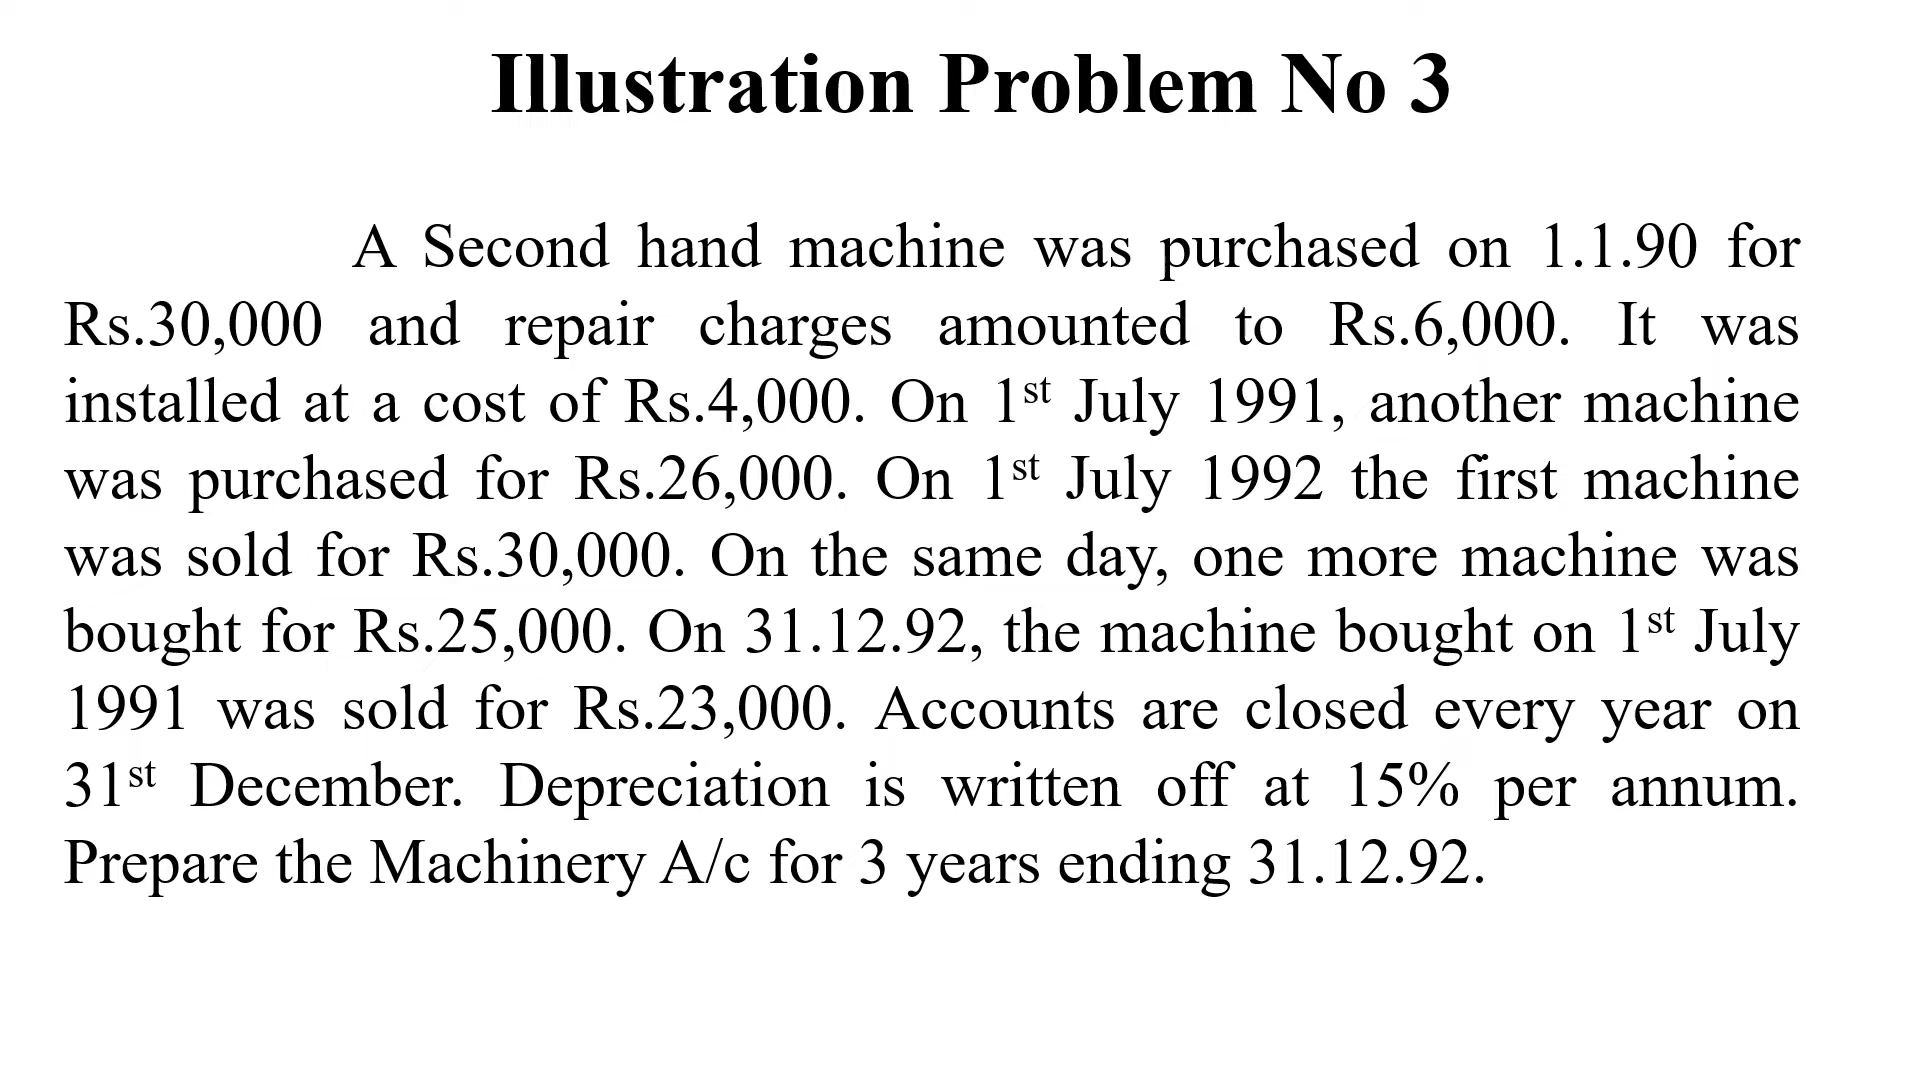 Illustration Problem No 3
A Second hand machine was purchased on 1.1.90 for
Rs.30,000 and repair charges amounted to Rs.6,000. It was
installed at a cost of Rs.4,000. On 1st July 1991, another machine
was purchased for Rs.26,000. On 1st July 1992 the first machine
was sold for Rs.30,000. On the same day, one more machine was
bought for Rs.25,000. On 31.12.92, the machine bought on 1st July
1991 was sold for Rs.23,000. Accounts are closed every year on
31st December. Depreciation is written off at 15% per annum.
Prepare the Machinery A/c for 3 years ending 31.12.92.